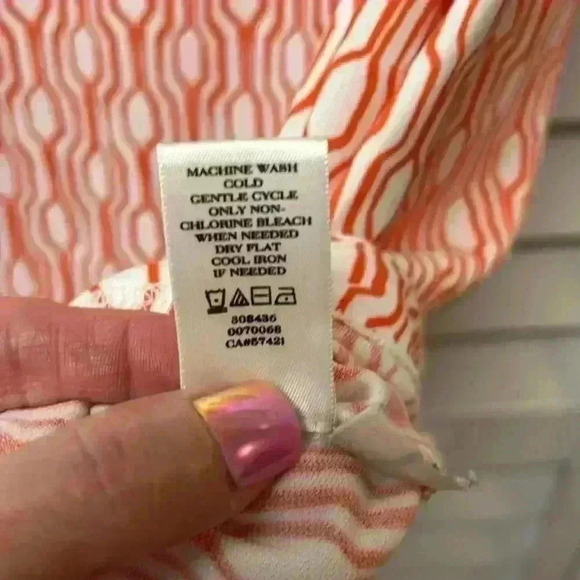 MACHINE WASH
COLD
GENTLE CYCLE
ONLY NON-
CHLORINE BLEACH
WHEN NEEDED
DRY FLAT
COOL IRON
IF NEEDED
308436
0070068
CA#57421